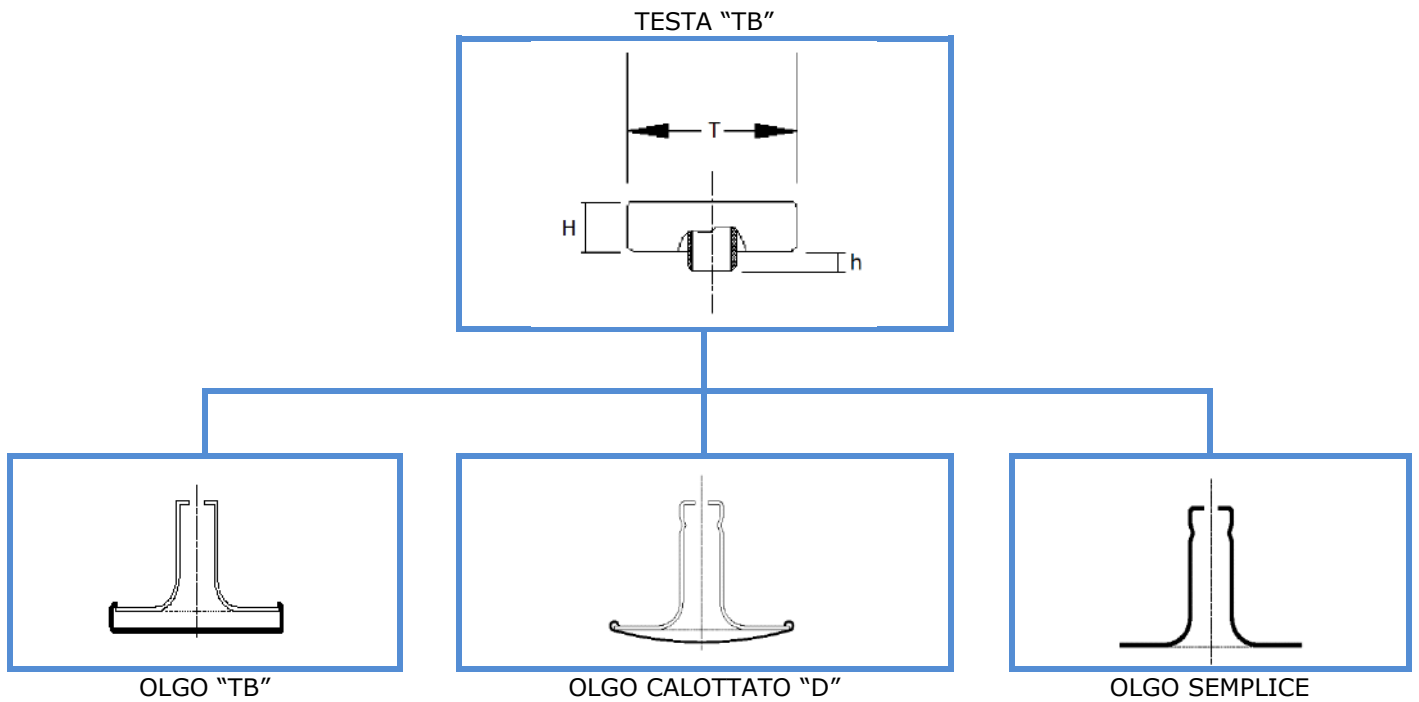 TESTA “TB”
T
H
h
OLGO “TB”
OLGO CALOTTATO “D”
OLGO SEMPLICE